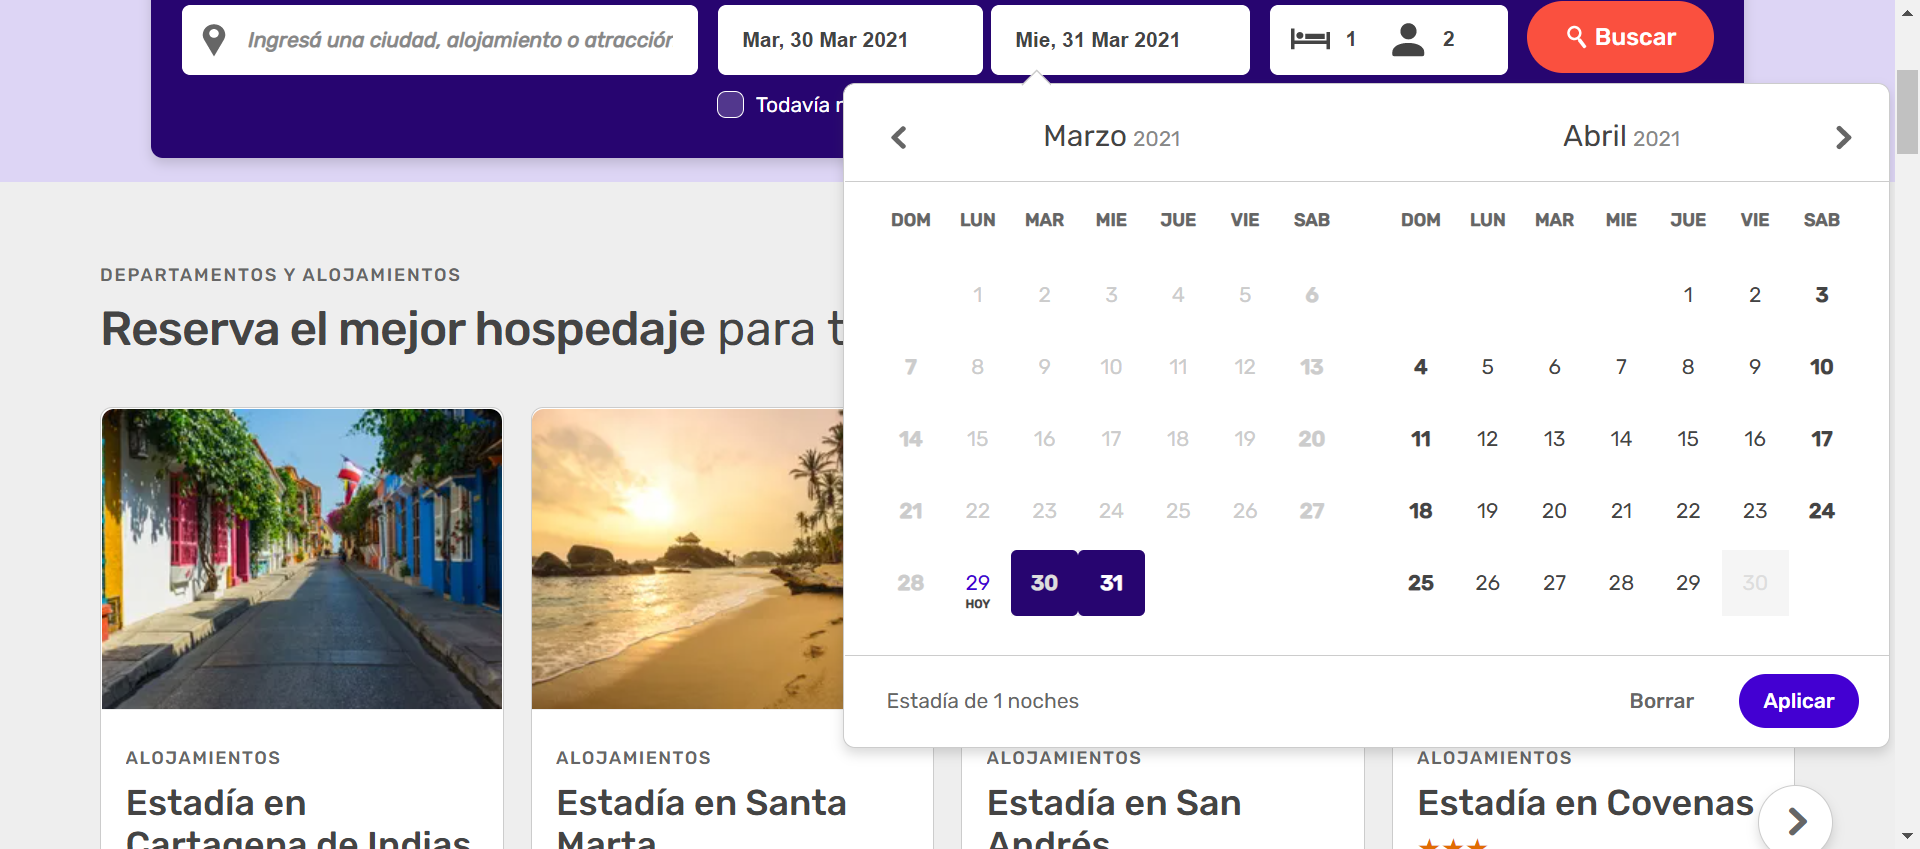 Ingresá una ciudad, alojamiento o atracción
Mar, 30 Mar 2021
Mie, 31 Mar 2021
1
2
Buscar
Todavía
Marzo 2021
Abril 2021
DOM LUN MAR MIE JUE VIE SAB
1 2 3 4 5 6
7 8 9 10 11 12 13
14 15 16 17 18 19 20
21 22 23 24 25 26 27
28 29 30 31
HOY
DOM LUN MAR MIE JUE VIE SAB
1 2 3
4 5 6 7 8 9 10
11 12 13 14 15 16 17
18 19 20 21 22 23 24
25 26 27 28 29 30
Estadía de 1 noches
Borrar
Aplicar
DEPARTAMENTOS Y ALOJAMIENTOS
Reserva el mejor hospedaje para
ALOJAMIENTOS
Estadía en
Cartagena de Indias
ALOJAMIENTOS
Estadía en Santa
Marta
ALOJAMIENTOS
Estadía en San
Andrés
ALOJAMIENTOS
Estadía en Covenas